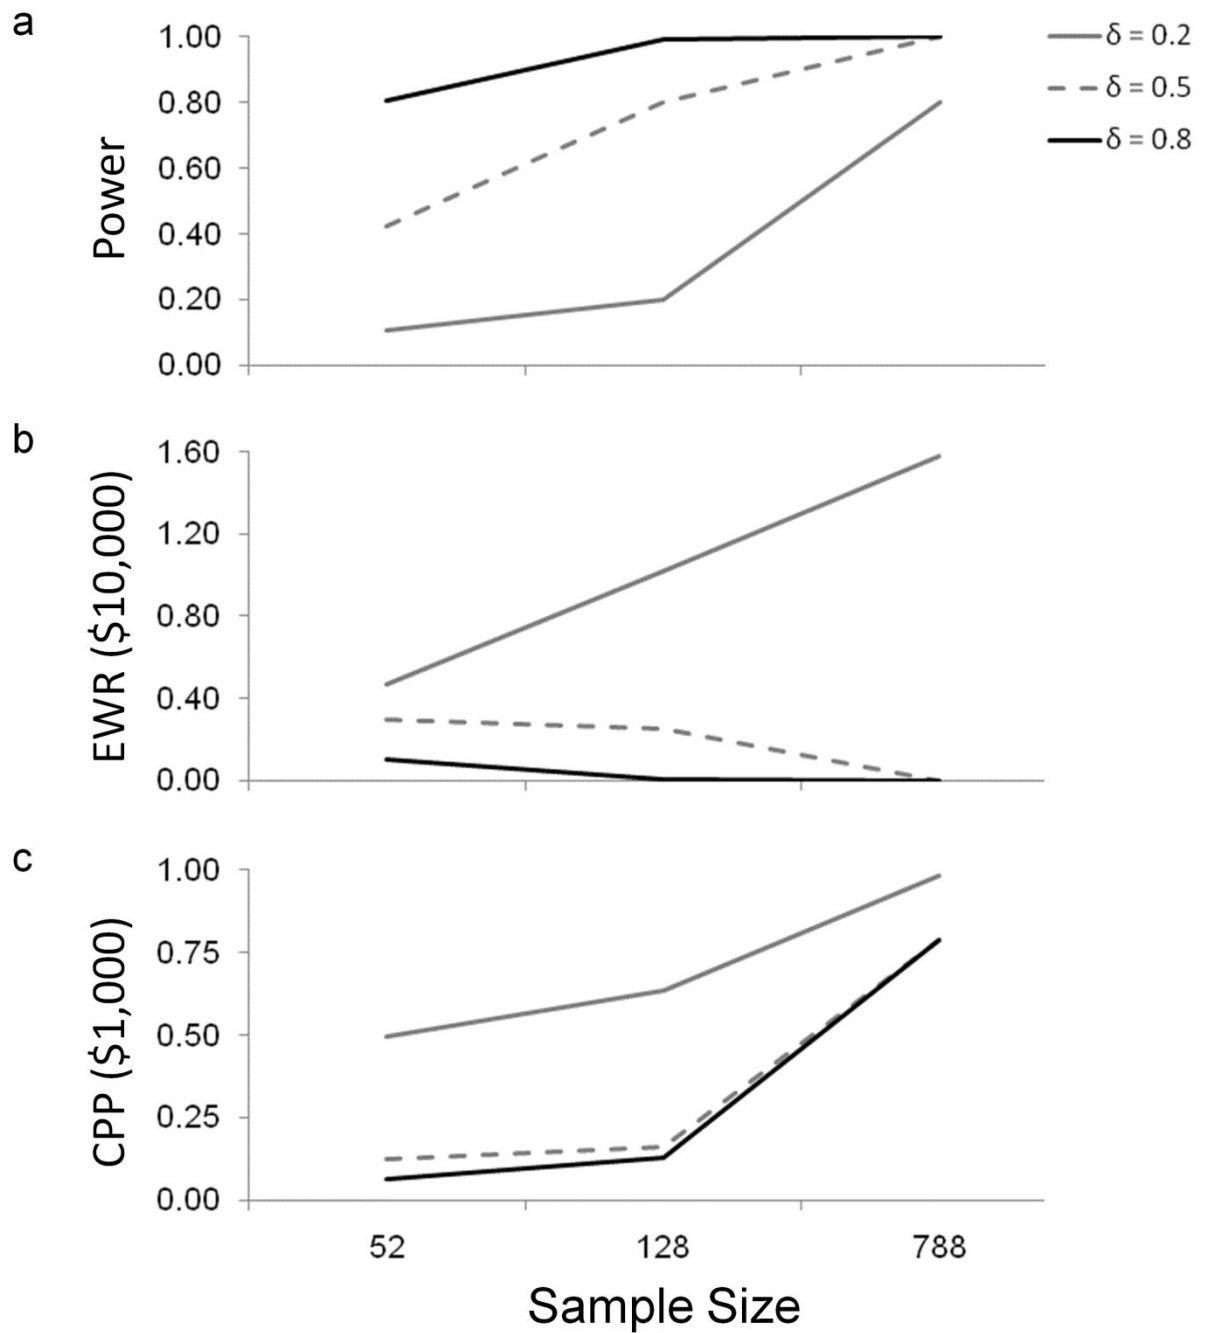 a
1.00
0.80
0.60
0.40
0.20
0.00
Power
δ = 0.2
δ = 0.5
δ = 0.8
b
1.60
1.20
0.80
0.40
0.00
EWR ($10,000)
c
1.00
0.75
0.50
0.25
0.00
CPP ($1,000)
52 128 788
Sample Size